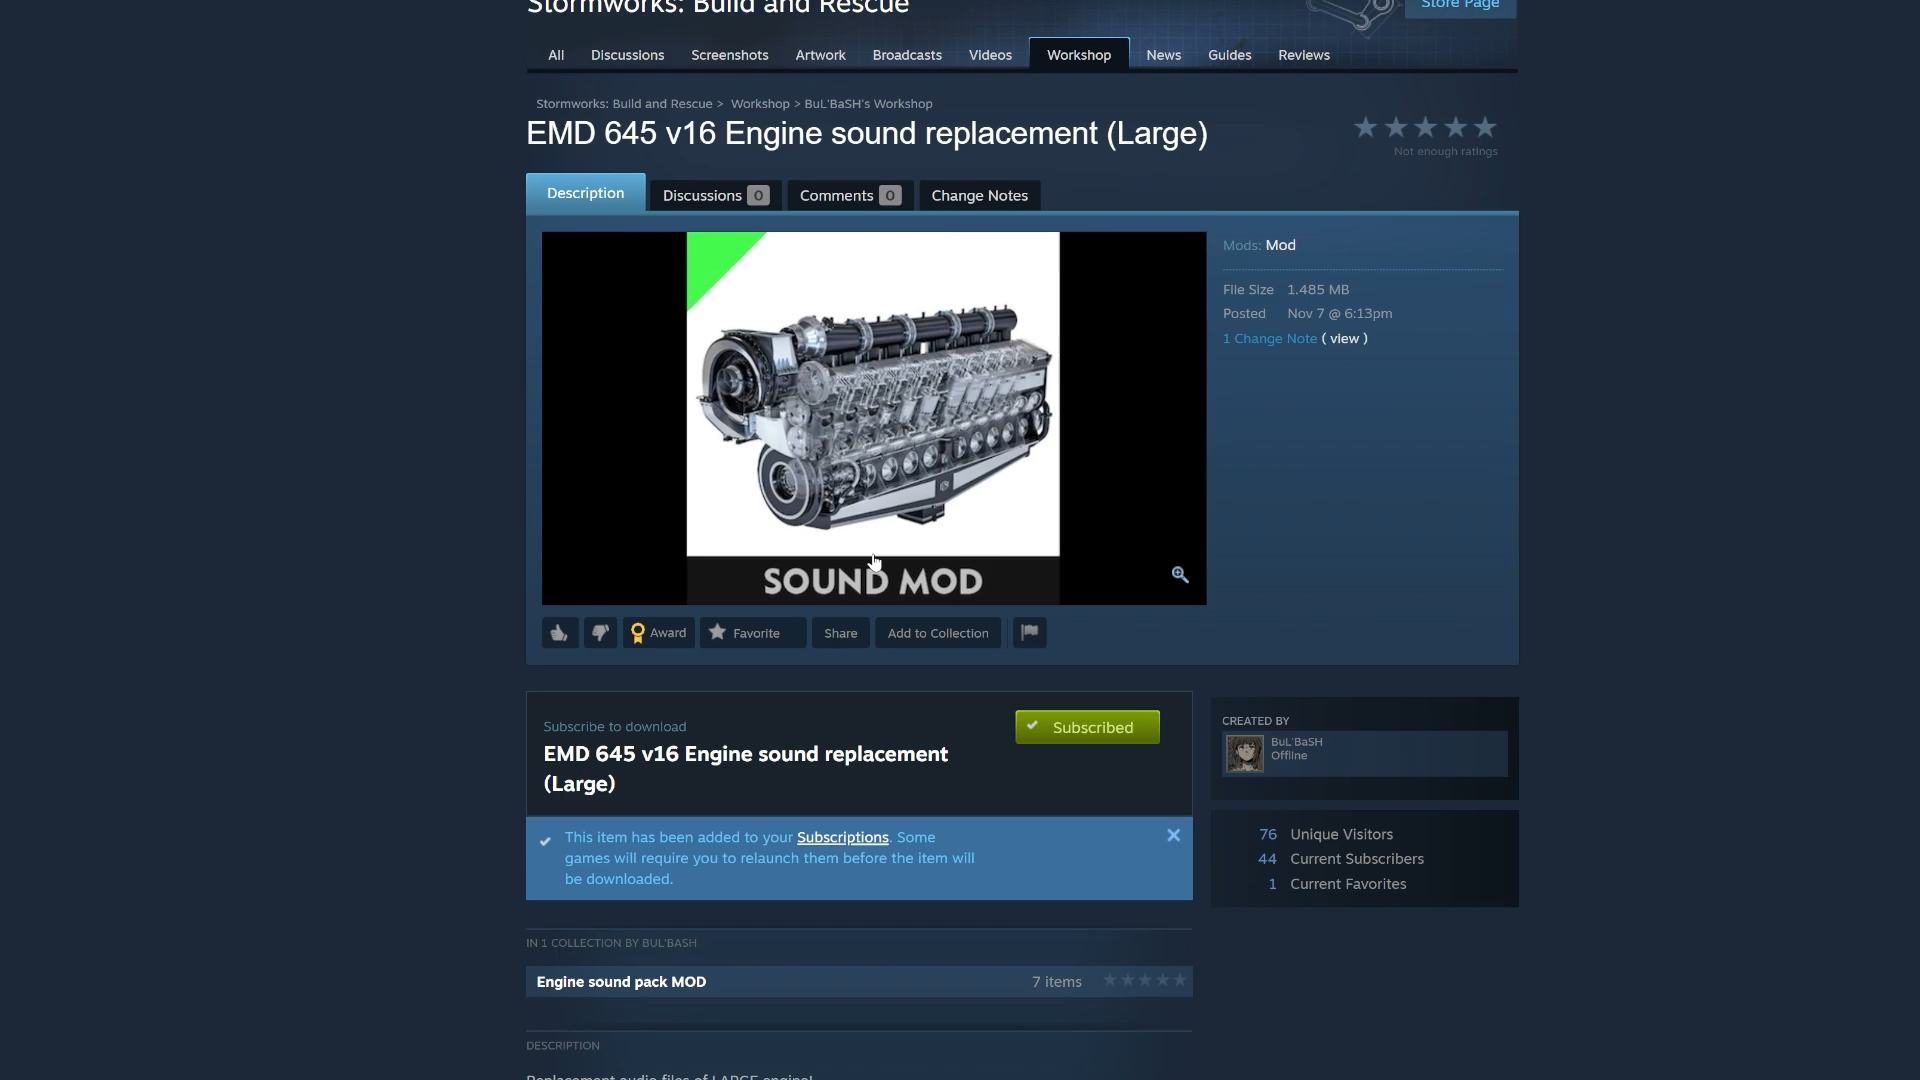 Stormworks: Build and Rescue
Store Page
All Discussions Screenshots Artwork Broadcasts Videos Workshop News Guides Reviews
Stormworks: Build and Rescue > Workshop > BuL'BaSH's Workshop
EMD 645 v16 Engine sound replacement (Large)
Not enough ratings
Description Discussions 0 Comments 0 Change Notes
Mods: Mod
File Size 1.485 MB
Posted Nov 7 @ 6:13pm
1 Change Note ( view )
SOUND MOD
Award Favorite Share Add to Collection
Subscribe to download
EMD 645 v16 Engine sound replacement
(Large)
Subscribed
This item has been added to your Subscriptions. Some
games will require you to relaunch them before the item will
be downloaded.
CREATED BY
BuL'BaSH
Offline
76 Unique Visitors
44 Current Subscribers
1 Current Favorites
IN 1 COLLECTION BY BUL'BASH
Engine sound pack MOD 7 items
DESCRIPTION
Replacement audio files of LARGE engine!